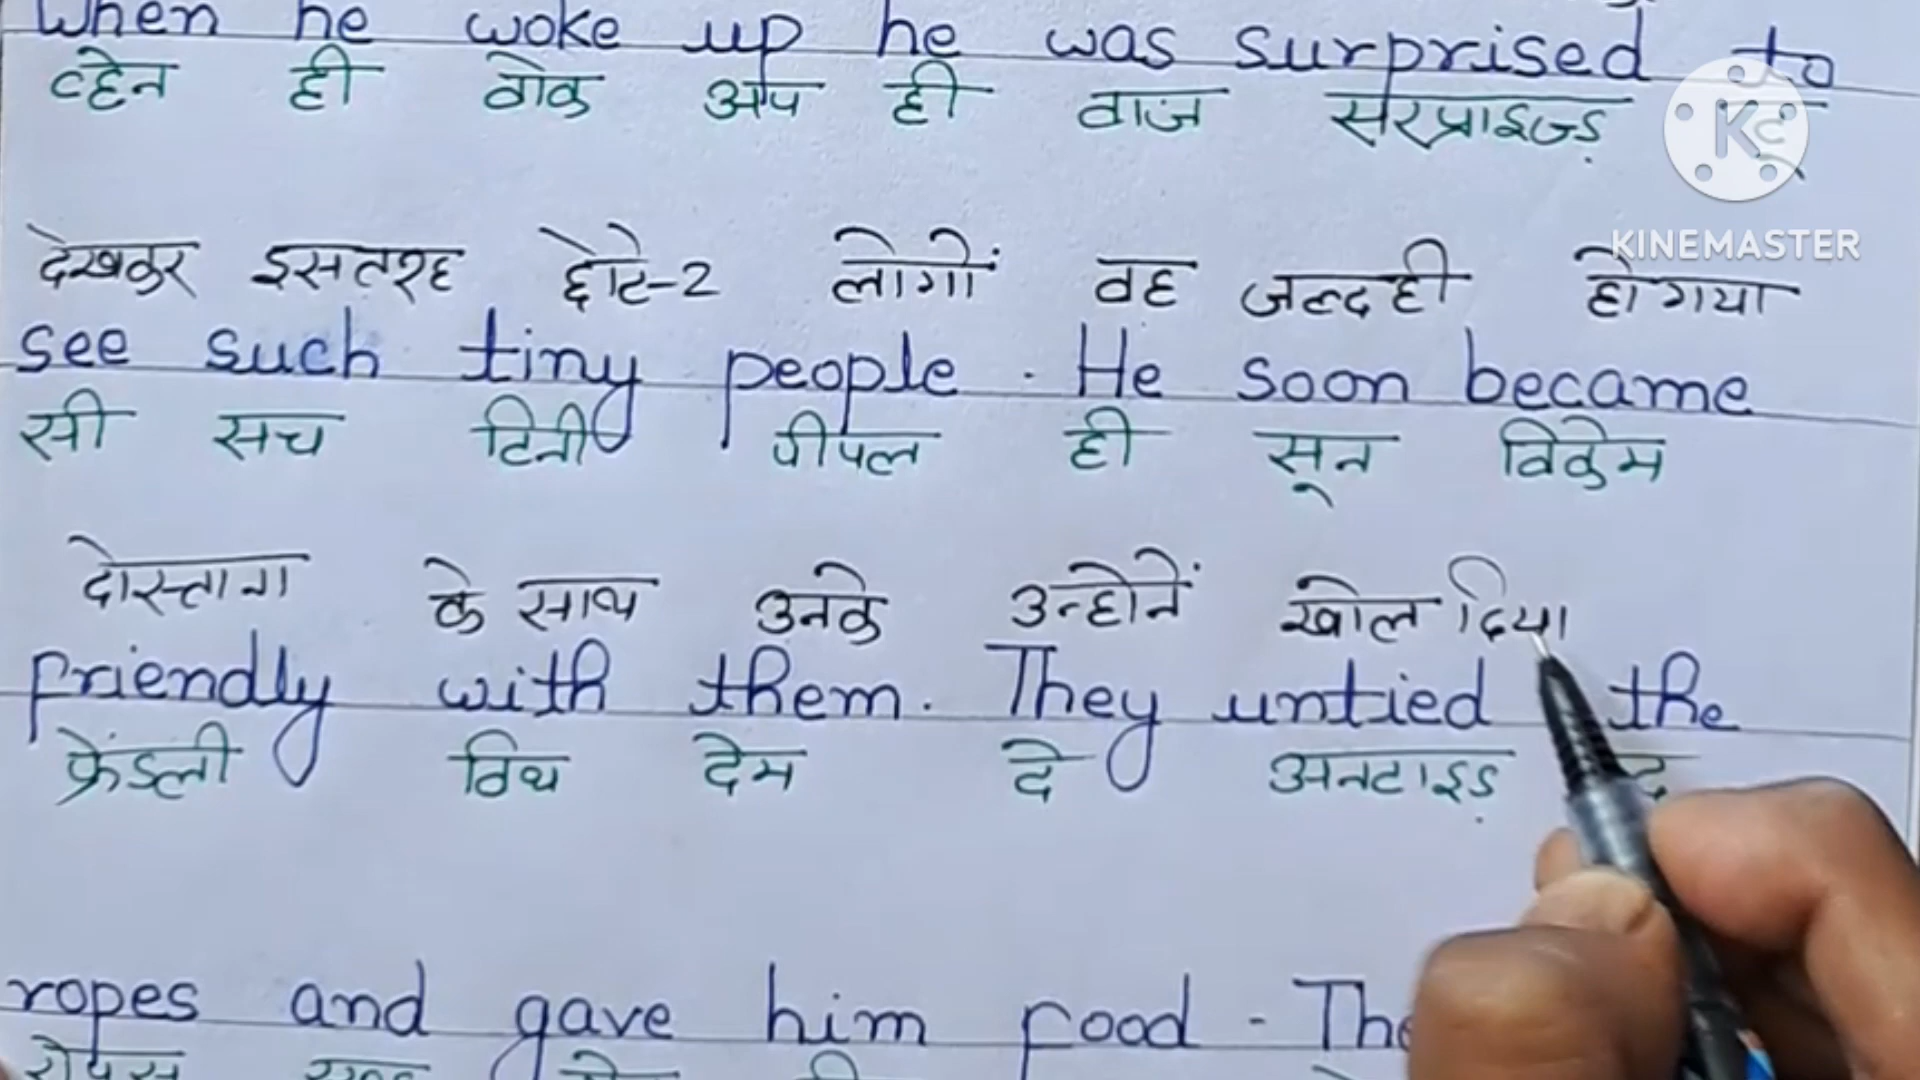 When he woke up he was surprised to
व्हेन ही वोक अप ही वाज सरप्राइज्ड़
देखकर इसतरह छोटे-2 लोगों वह जल्दही होगया
see such tiny people. He soon became
सी सच टिनी पीपल ही सून विकेम
दोस्ताना के साथ उनके उन्होनें खोल दिया
friendly with them. They untied the
फ्रेंडली विथ देम दे अनटाइड़ द
ropes and gave him food - The
KINEMASTER